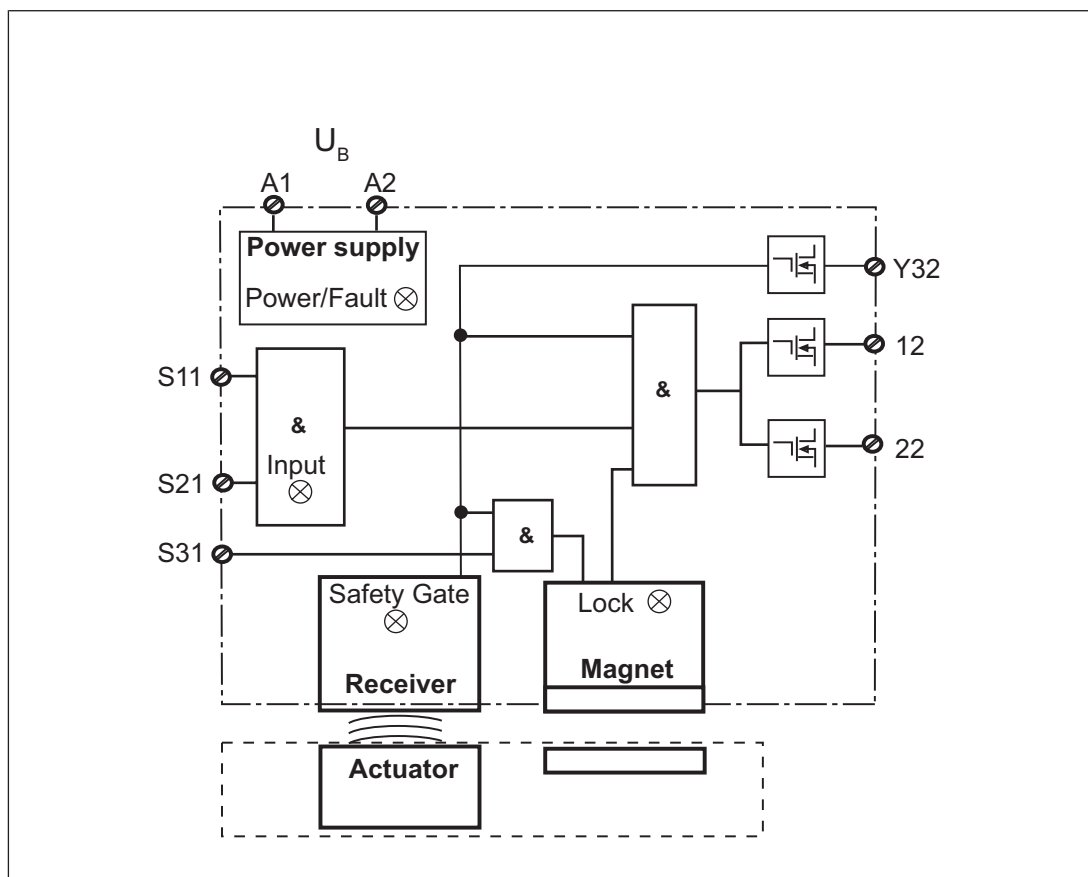 U_B
A1 A2
Power supply
Power/Fault
Y32
12
S11
&
&
22
Input
S21
&
S31
Safety Gate
Lock
Receiver
Magnet
Actuator